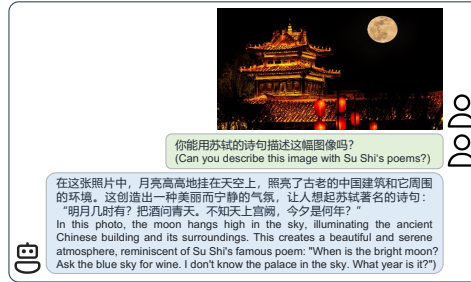 你能用苏轼的诗句描述这幅图像吗?
(Can you describe this image with Su Shi's poems?)
在这张照片中，月亮高高地挂在天空上，照亮了古老的中国建筑和它周围
的环境。这创造出一种美丽而宁静的气氛，让人想起苏轼著名的诗句：
“明月几时有？把酒问青天。不知天上宫阙，今夕是何年？”
In this photo, the moon hangs high in the sky, illuminating the ancient
Chinese building and its surroundings. This creates a beautiful and serene
atmosphere, reminiscent of Su Shi's famous poem: "When is the bright moon?
Ask the blue sky for wine. I don't know the palace in the sky. What year is it?")